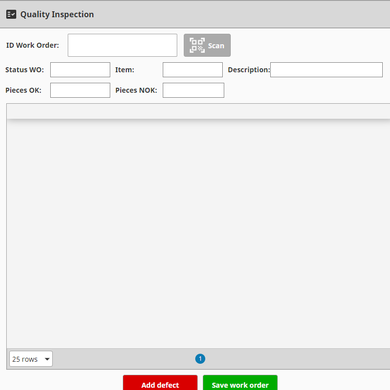 Quality Inspection
ID Work Order: Scan
Status WO: Item: Description:
Pieces OK: Pieces NOK:
25 rows 1
Add defect Save work order